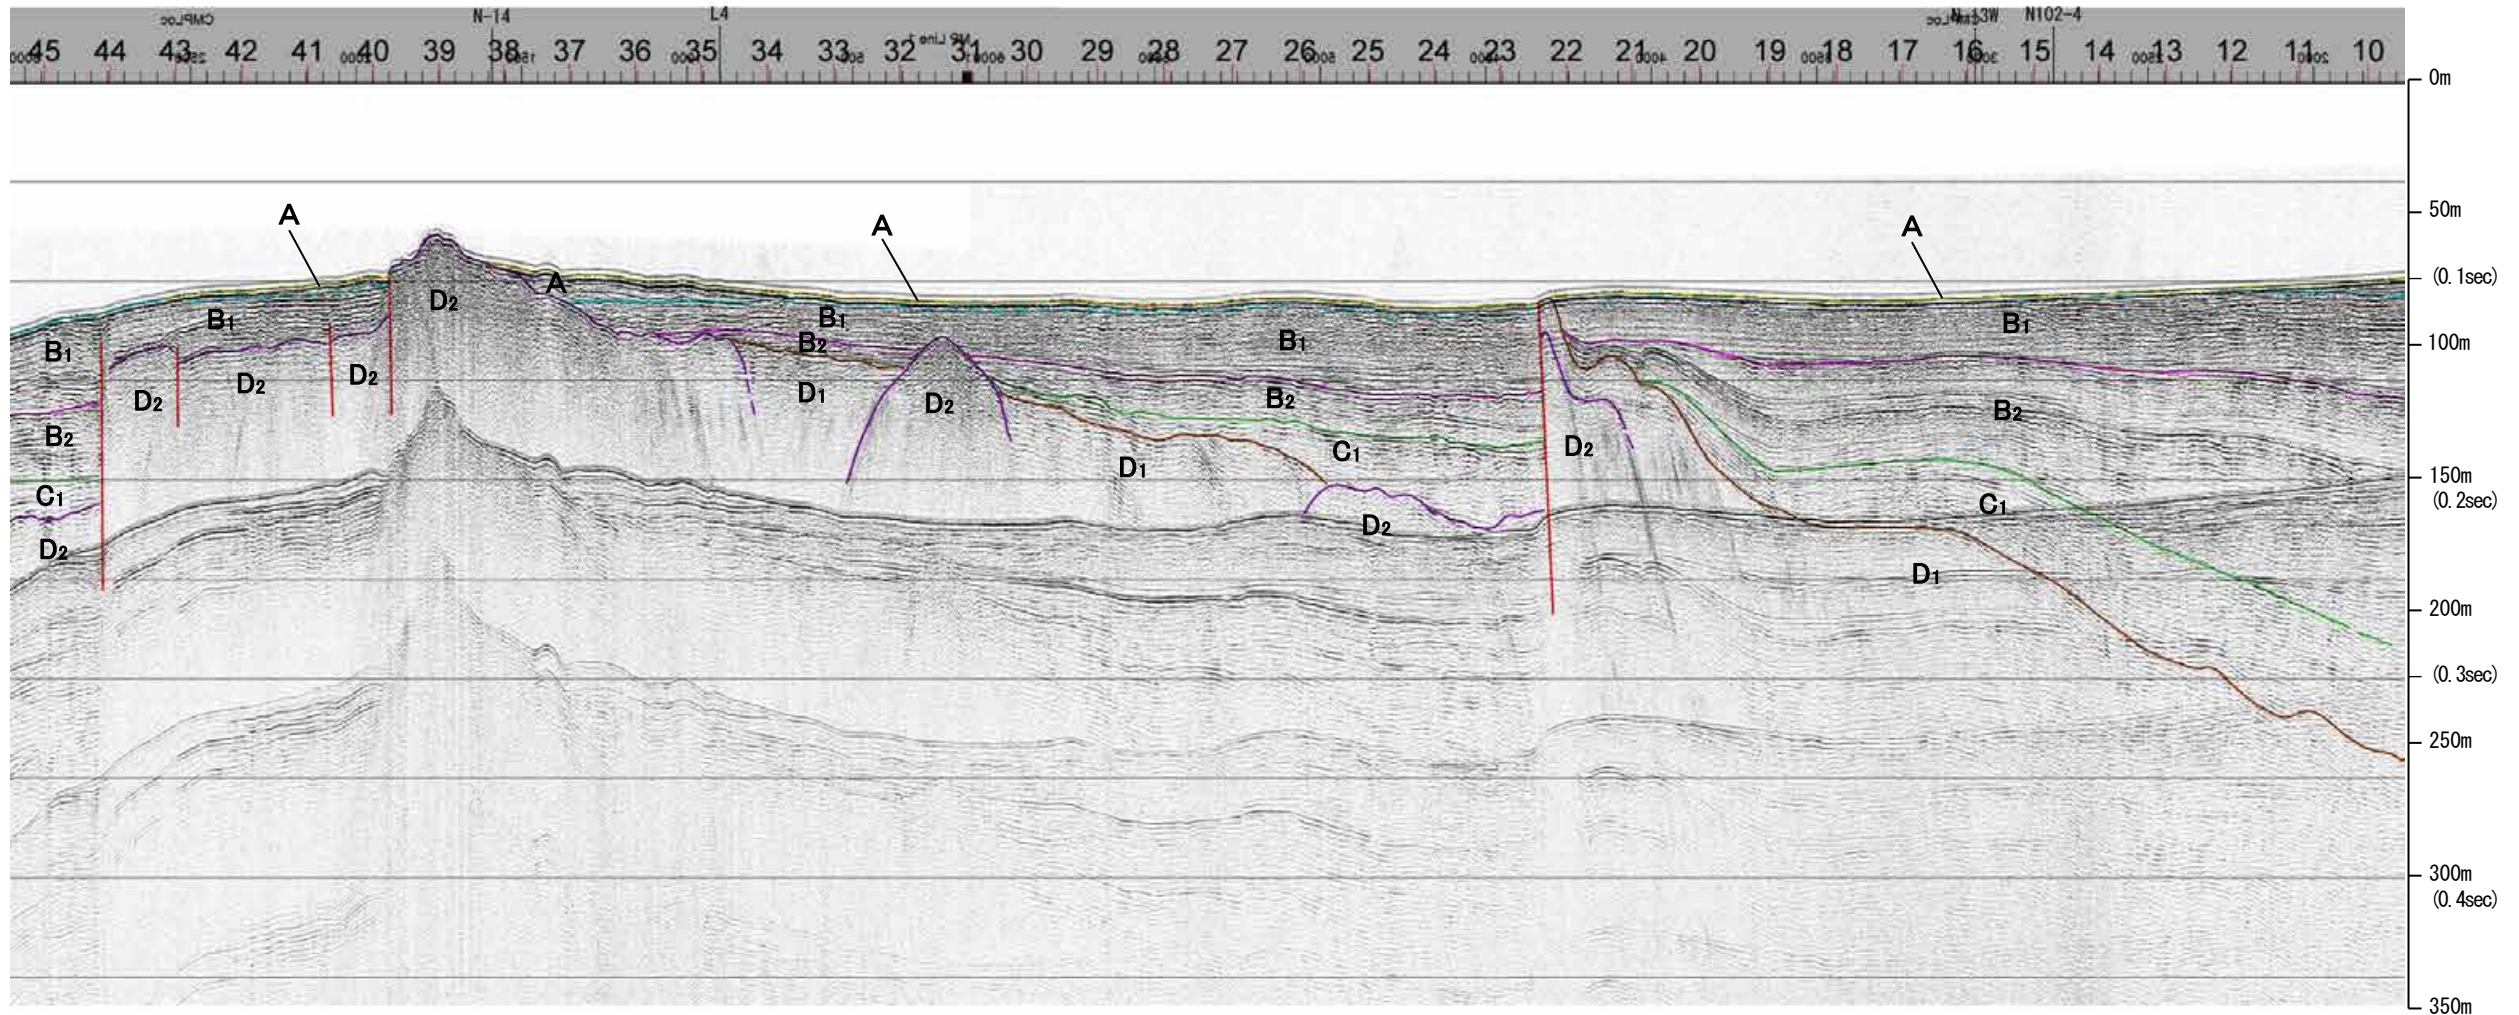 N-14 L4 N-13W N102-4
45 44 43 42 41 40 39 38 37 36 35 34 33 32 31 30 29 28 27 26 25 24 23 22 21 20 19 18 17 16 15 14 13 12 11 10
0m
50m
A A A
(0.1sec)
A
D2
B1 B1 B1
B1 B2 B1
100m
D2 D2 D2 D1 D2 B2 B2
B2 D2 C1
D1
150m
C1 C1 (0.2sec)
D2 D2
D1
200m
(0.3sec)
250m
300m
(0.4sec)
350m